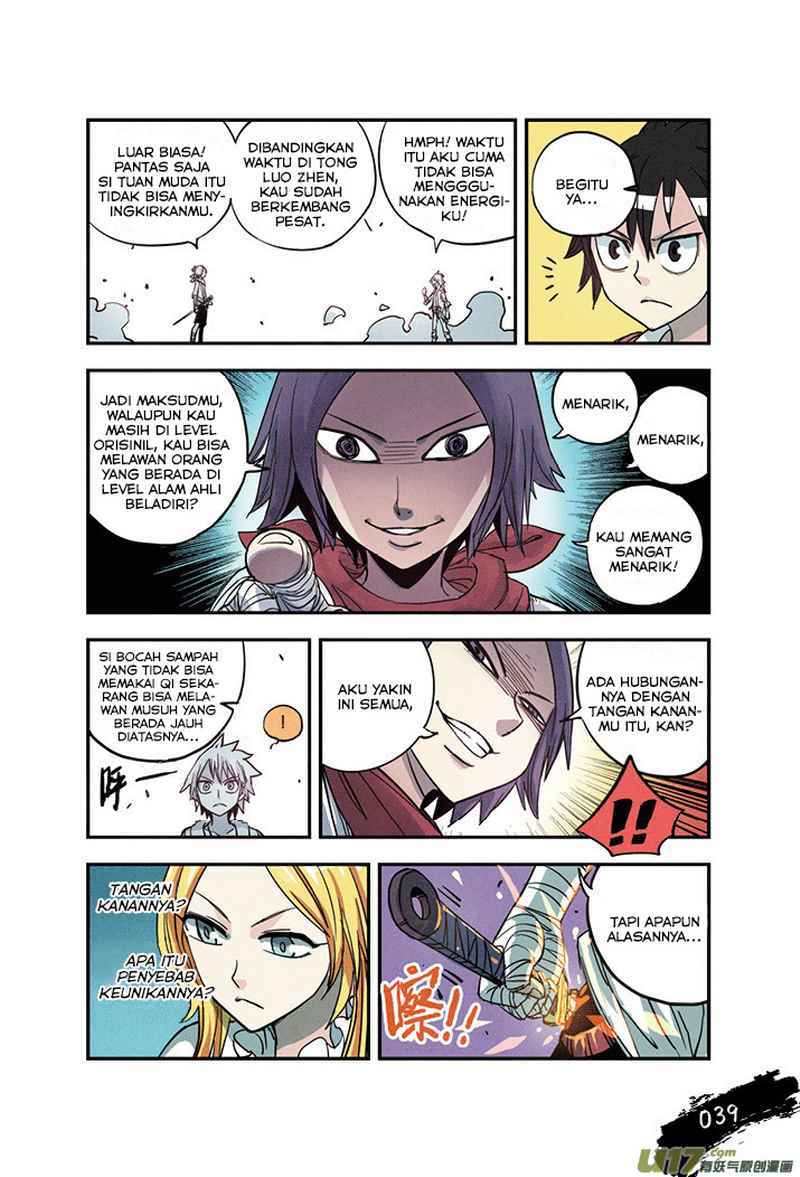 LUAR BIASA!
PANTAS SAJA
SI TUAN MUDA ITU
TIDAK BISA MENY-
INGKIRKANMU.
DIBANDINGKAN
WAKTU DI TONG
LUO ZHEN,
KAU SUDAH
BERKEMBANG
PESAT.
HMPH! WAKTU
ITU AKU CUMA
TIDAK BISA
MENGGGU-
NAKAN ENERGI-
KU!
BEGITU
YA...
JADI MAKSUDMU,
WALAUPUN KAU
MASIH DI LEVEL
ORISINIL, KAU BISA
MELAWAN ORANG
YANG BERADA DI
LEVEL ALAM AHLI
BELADIRI?
MENARIK,
MENARIK,
KAU MEMANG
SANGAT
MENARIK!
SI BOCAH SAMPAH
YANG TIDAK BISA
MEMAKAI QI SEKA-
RANG BISA MELA-
WAN MUSUH YANG
BERADA JAUH
DIATASNYA...
!
呼—
AKU YAKIN
INI SEMUA,
ADA HUBUNGAN-
NYA DENGAN
TANGAN KANAN-
MU ITU, KAN?
!!
TANGAN
KANANNYA?
APA ITU
PENYEBAB
KEUNIKANNYA?
TAPI APAPUN
ALASANNYA...
嚓!!
039
U17.com
有妖气原创漫画